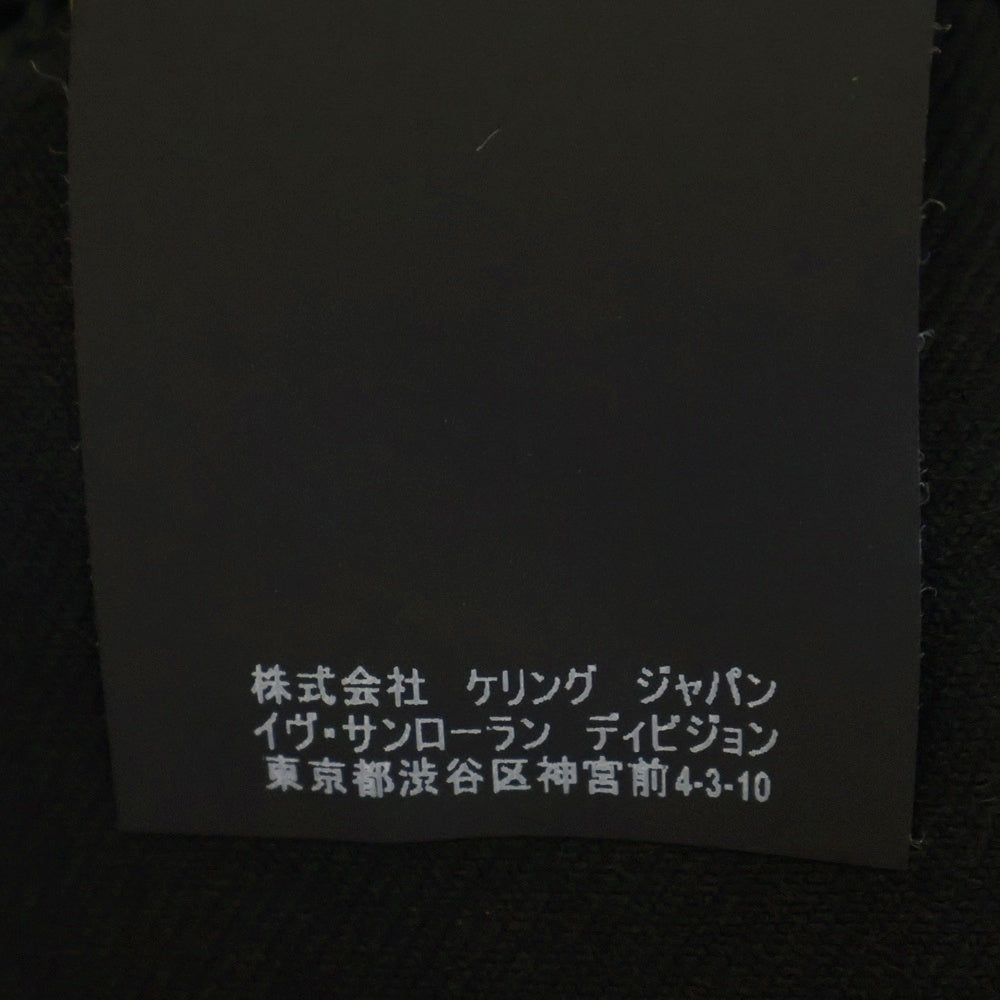 株式会社 ケリング ジャパン
イヴ・サンローラン ディビジョン
東京都渋谷区神宮前4-3-10